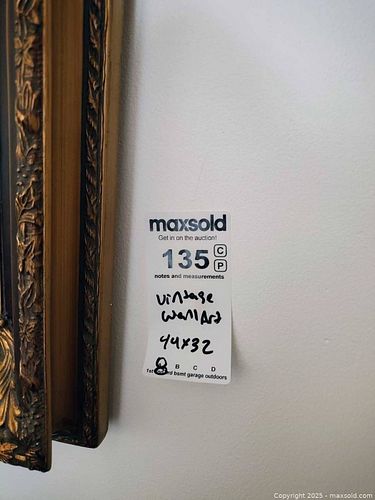 maxsold
Get in on the auction!
135 C
P
notes and measurements
vintage
wall Art
44x32
B C D
1st bsmt garage outdoors
Copyright 2025 - maxsold.com